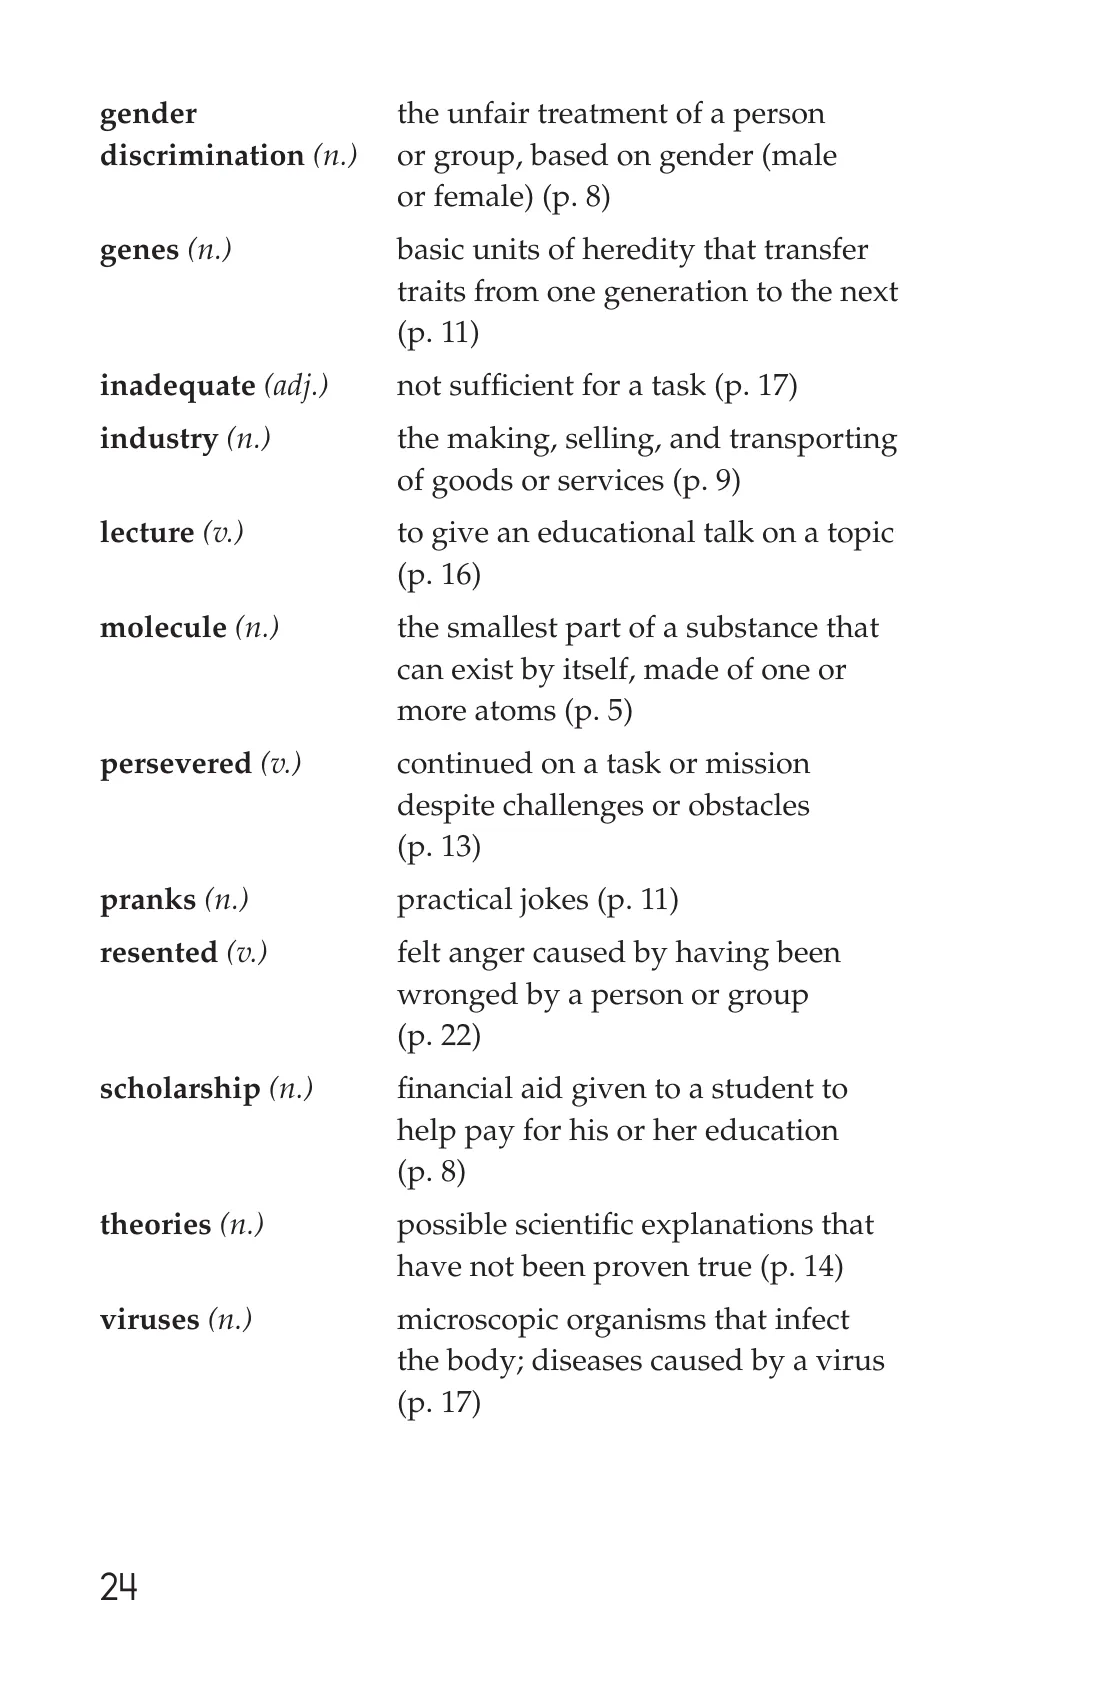 gender the unfair treatment of a person
discrimination (n.) or group, based on gender (male
or female) (p. 8)
genes (n.) basic units of heredity that transfer
traits from one generation to the next
(p. 11)
inadequate (adj.) not sufficient for a task (p. 17)
industry (n.) the making, selling, and transporting
of goods or services (p. 9)
lecture (v.) to give an educational talk on a topic
(p. 16)
molecule (n.) the smallest part of a substance that
can exist by itself, made of one or
more atoms (p. 5)
persevered (v.) continued on a task or mission
despite challenges or obstacles
(p. 13)
pranks (n.) practical jokes (p. 11)
resented (v.) felt anger caused by having been
wronged by a person or group
(p. 22)
scholarship (n.) financial aid given to a student to
help pay for his or her education
(p. 8)
theories (n.) possible scientific explanations that
have not been proven true (p. 14)
viruses (n.) microscopic organisms that infect
the body; diseases caused by a virus
(p. 17)
24